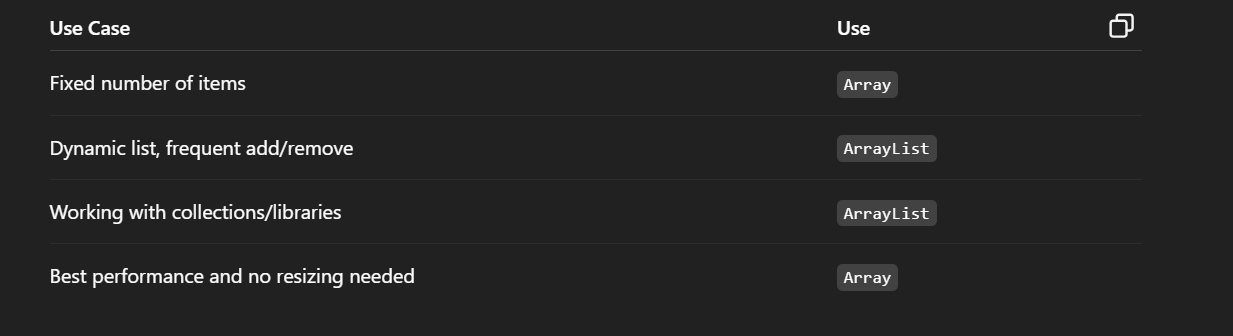 Use Case Use
Fixed number of items Array
Dynamic list, frequent add/remove ArrayList
Working with collections/libraries ArrayList
Best performance and no resizing needed Array